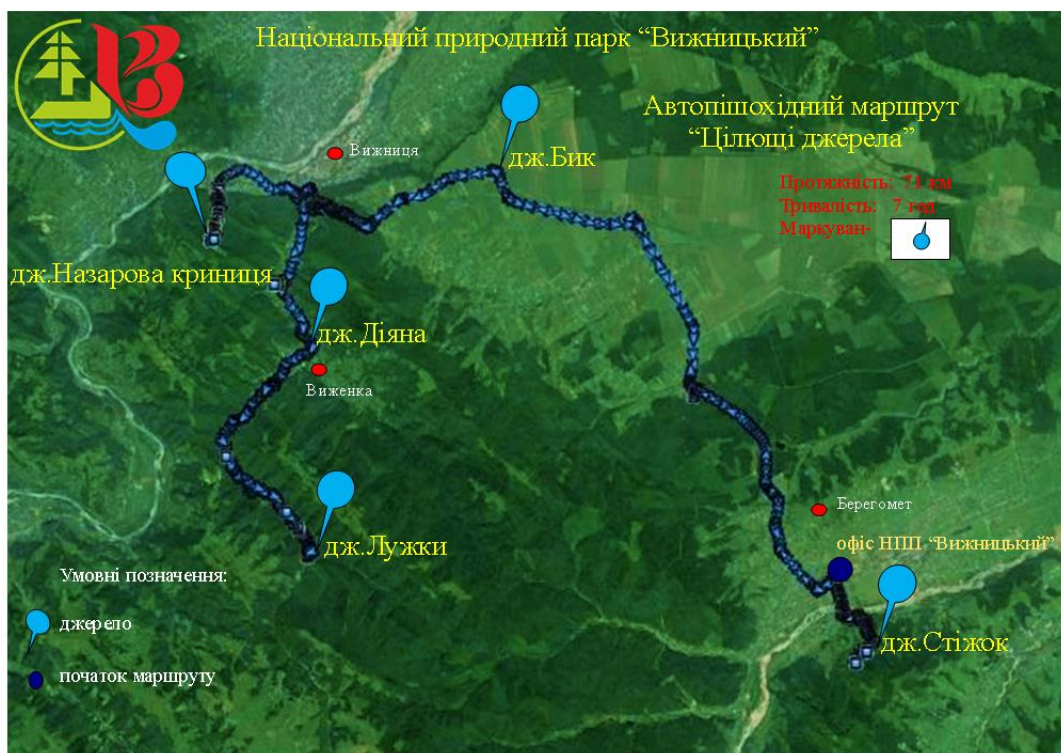 Національний природний парк “Вижницький”
Автопішохідний маршрут
“Цілющі джерела”
Протяжність: 71 км
Тривалість: 7 год
Маркуван-
Вижниця
дж.Бик
дж.Назарова криниця
дж.Діяна
Виженка
дж.Лужки
Берегомет
офіс НПП “Вижницький”
дж.Стіжок
Умовні позначення:
джерело
початок маршруту